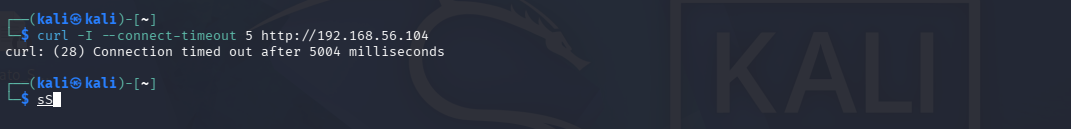 ┌──(kali㉿kali)-[~]
└─$ curl -I --connect-timeout 5 http://192.168.56.104
curl: (28) Connection timed out after 5004 milliseconds
┌──(kali㉿kali)-[~]
└─$ sS
KALI